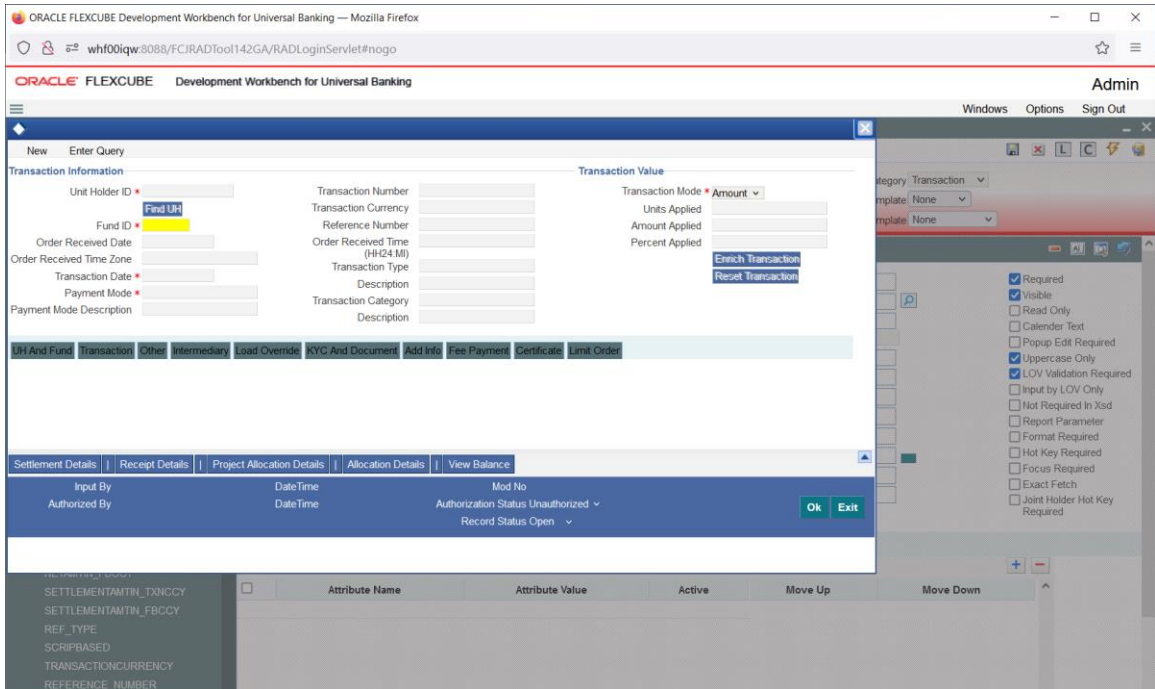 ORACLE FLEXCUBE Development Workbench for Universal Banking — Mozilla Firefox
whf00iqw:8088/FCJRADTool142GA/RADLoginServlet#nogo
ORACLE FLEXCUBE Development Workbench for Universal Banking
Admin
Windows Options Sign Out
New Enter Query
Transaction Information
Unit Holder ID *
Find UH
Fund ID *
Order Received Date
Order Received Time Zone
Transaction Date *
Payment Mode *
Payment Mode Description
Transaction Number
Transaction Currency
Reference Number
Order Received Time
(HH24:MI)
Transaction Type
Description
Transaction Category
Description
Transaction Value
Transaction Mode * Amount
Units Applied
Amount Applied
Percent Applied
Enrich Transaction
Reset Transaction
UH And Fund Transaction Other Intermediary Load Override KYC And Document Add Info Fee Payment Certificate Limit Order
Settlement Details | Receipt Details | Project Allocation Details | Allocation Details | View Balance
Input By DateTime Mod No
Authorized By DateTime Authorization Status Unauthorized
Record Status Open
Ok Exit
L C
ategory Transaction
mplate None
mplate None
Required
Visible
Read Only
Calender Text
Popup Edit Required
Uppercase Only
LOV Validation Required
Input by LOV Only
Not Required In Xsd
Report Parameter
Format Required
Hot Key Required
Focus Required
Exact Fetch
Joint Holder Hot Key
Required
SETTLEMENTAMTIN_TXNCCY
SETTLEMENTAMTIN_FBCCY
REF_TYPE
SCRIPBASED
TRANSACTIONCURRENCY
REFERENCE_NUMBER
Attribute Name Attribute Value Active Move Up Move Down